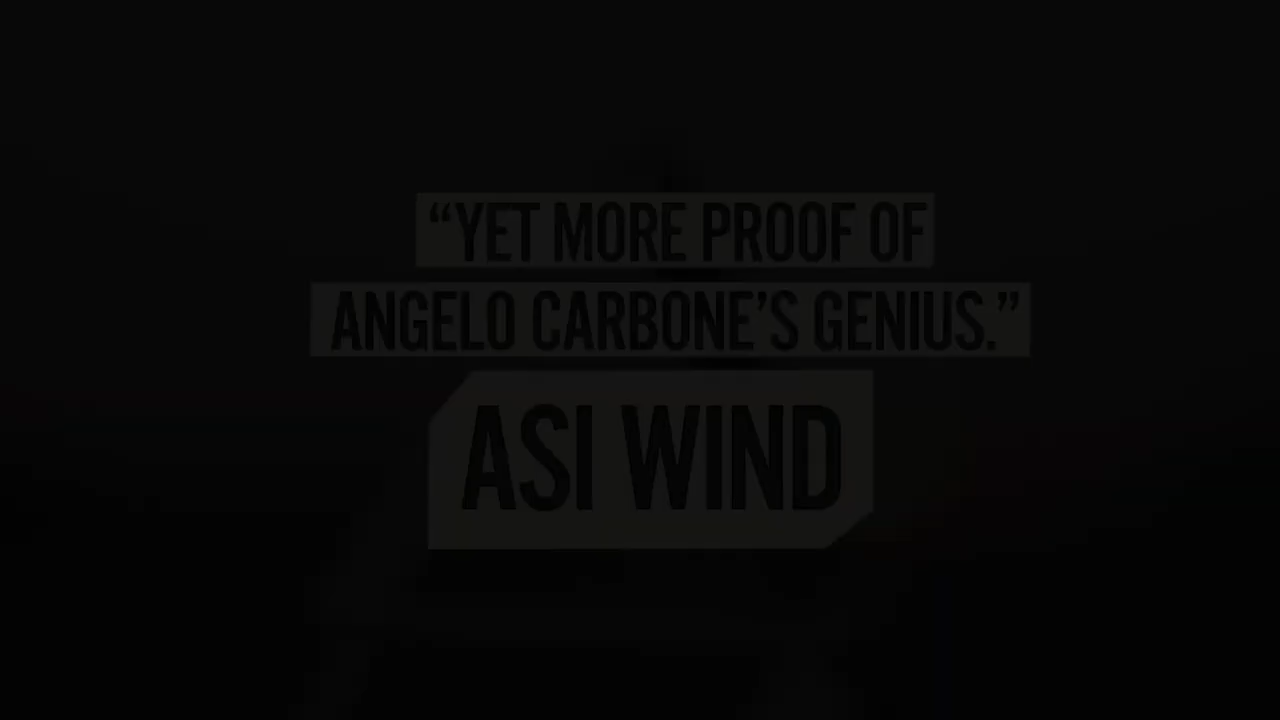 “YET MORE PROOF OF
ANGELO CARBONE’S GENIUS.”
ASI WIND